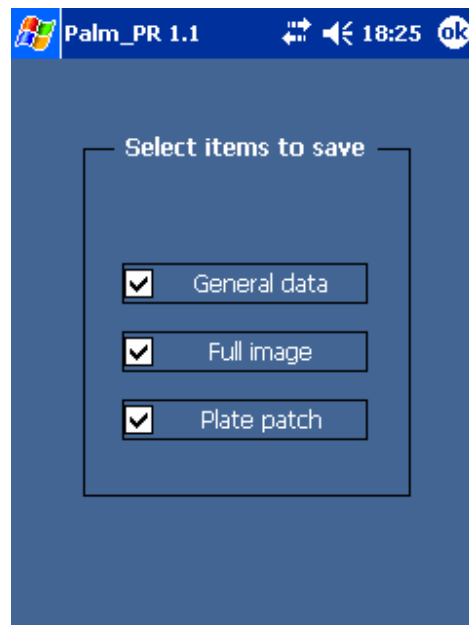 Palm_PR 1.1 18:25 ok
Select items to save
General data
Full image
Plate patch